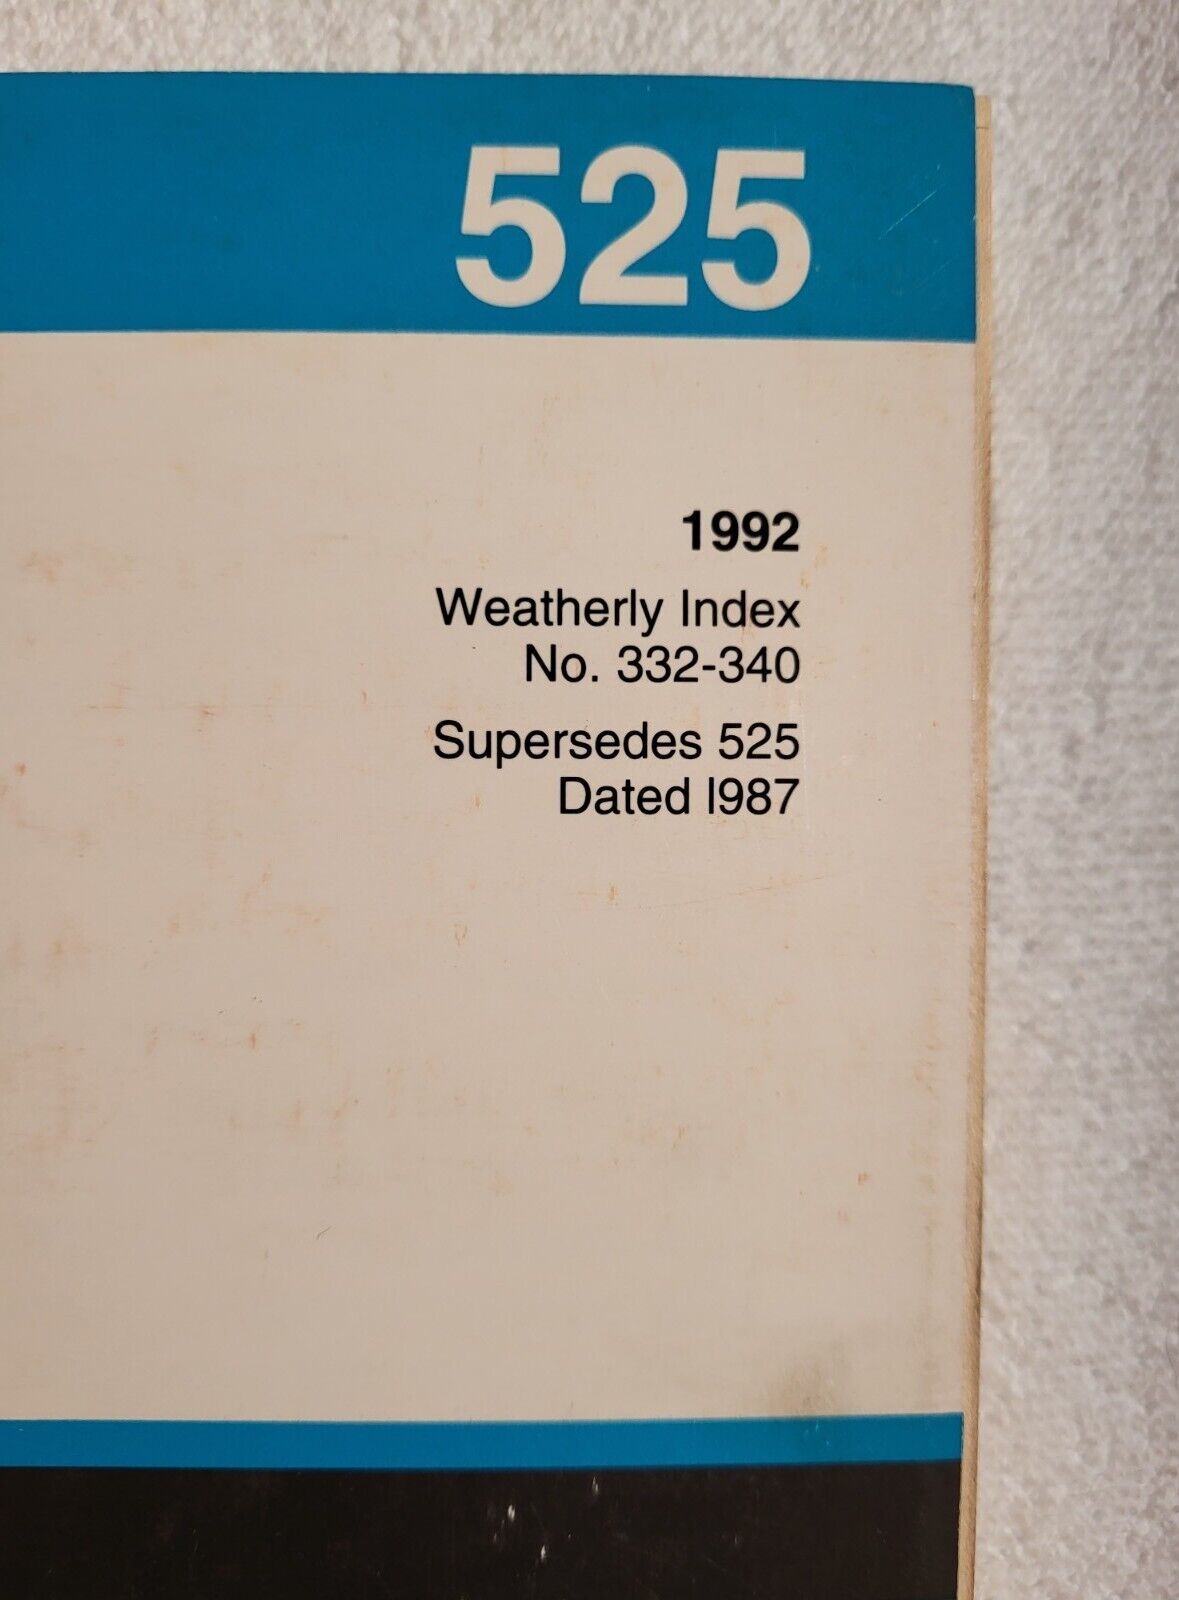 525
1992
Weatherly Index
No. 332-340
Supersedes 525
Dated l987